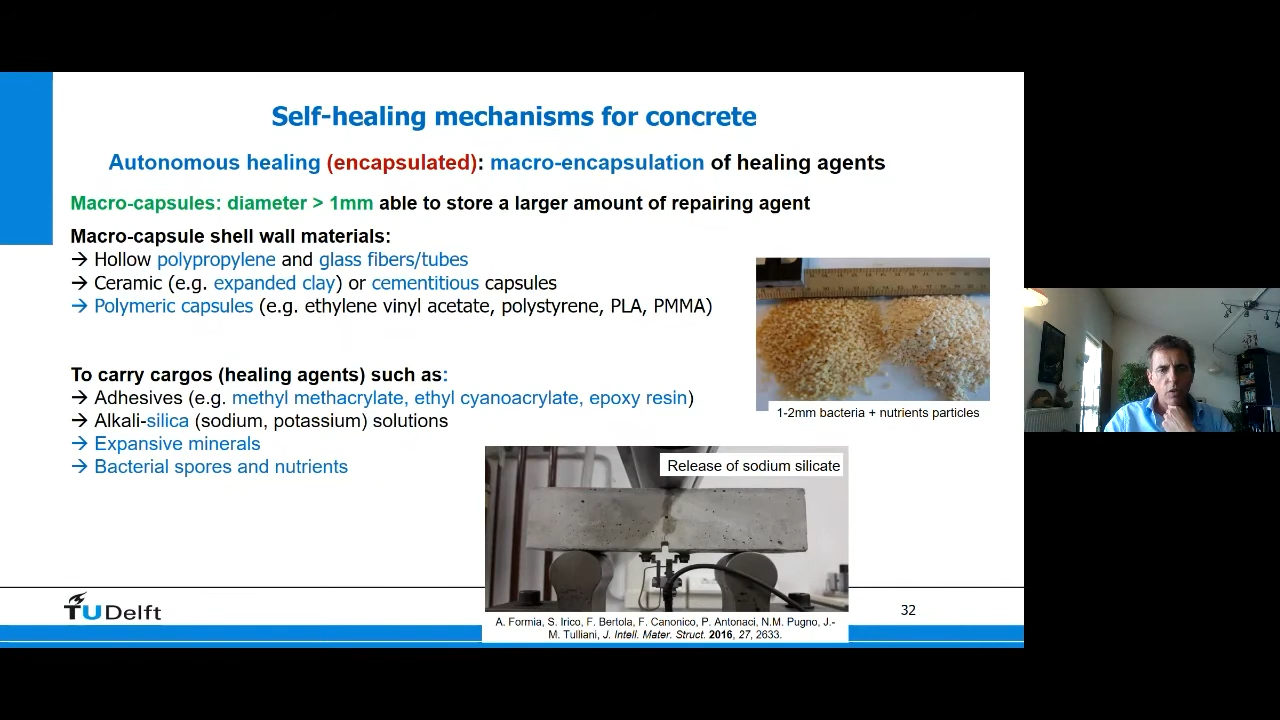 Self-healing mechanisms for concrete
Autonomous healing (encapsulated): macro-encapsulation of healing agents
Macro-capsules: diameter > 1mm able to store a larger amount of repairing agent
Macro-capsule shell wall materials:
→ Hollow polypropylene and glass fibers/tubes
→ Ceramic (e.g. expanded clay) or cementitious capsules
→ Polymeric capsules (e.g. ethylene vinyl acetate, polystyrene, PLA, PMMA)
To carry cargos (healing agents) such as:
→ Adhesives (e.g. methyl methacrylate, ethyl cyanoacrylate, epoxy resin)
→ Alkali-silica (sodium, potassium) solutions
→ Expansive minerals
→ Bacterial spores and nutrients
1-2mm bacteria + nutrients particles
Release of sodium silicate
A. Formia, S. Irico, F. Bertola, F. Canonico, P. Antonaci, N.M. Pugno, J.-
M. Tulliani, J. Intell. Mater. Struct. 2016, 27, 2633.
TU Delft
32